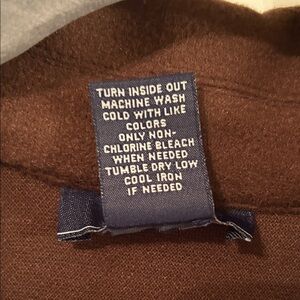 TURN INSIDE OUT
MACHINE WASH
COLD WITH LIKE
COLORS
ONLY NON-
CHLORINE BLEACH
WHEN NEEDED
TUMBLE DRY LOW
COOL IRON
IF NEEDED